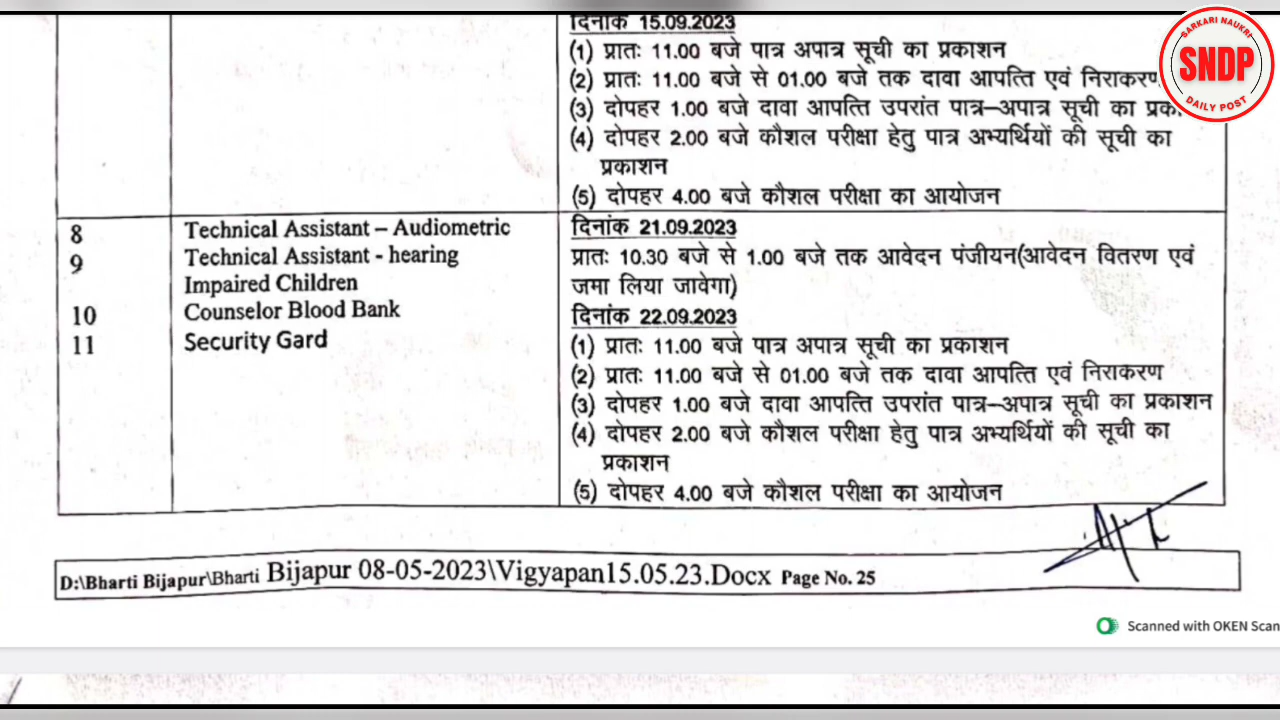 दिनांक 15.09.2023
(1) प्रातः 11.00 बजे पात्र अपात्र सूची का प्रकाशन
(2) प्रातः 11.00 बजे से 01.00 बजे तक दावा आपत्ति एवं निराकरण
(3) दोपहर 1.00 बजे दावा आपत्ति उपरांत पात्र–अपात्र सूची का
(4) दोपहर 2.00 बजे कौशल परीक्षा हेतु पात्र अभ्यर्थियों की सूची का
प्रकाशन
(5) दोपहर 4.00 बजे कौशल परीक्षा का आयोजन
SARKARI NAUKRI
SNDP
DAILY POST
8 Technical Assistant – Audiometric
9 Technical Assistant - hearing
Impaired Children
10 Counselor Blood Bank
11 Security Gard
दिनांक 21.09.2023
प्रातः 10.30 बजे से 1.00 बजे तक आवेदन पंजीयन(आवेदन वितरण एवं
जमा लिया जावेगा)
दिनांक 22.09.2023
(1) प्रातः 11.00 बजे पात्र अपात्र सूची का प्रकाशन
(2) प्रातः 11.00 बजे से 01.00 बजे तक दावा आपत्ति एवं निराकरण
(3) दोपहर 1.00 बजे दावा आपत्ति उपरांत पात्र–अपात्र सूची का प्रकाशन
(4) दोपहर 2.00 बजे कौशल परीक्षा हेतु पात्र अभ्यर्थियों की सूची का
प्रकाशन
(5) दोपहर 4.00 बजे कौशल परीक्षा का आयोजन
D:\Bharti Bijapur\Bharti Bijapur 08-05-2023\Vigyapan15.05.23.Docx Page No. 25
Scanned with OKEN Scan